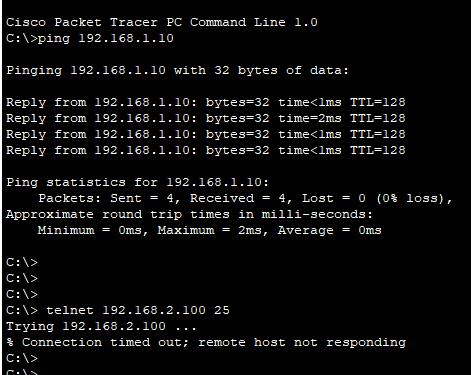 Cisco Packet Tracer PC Command Line 1.0
C:\>ping 192.168.1.10
Pinging 192.168.1.10 with 32 bytes of data:
Reply from 192.168.1.10: bytes=32 time<1ms TTL=128
Reply from 192.168.1.10: bytes=32 time=2ms TTL=128
Reply from 192.168.1.10: bytes=32 time<1ms TTL=128
Reply from 192.168.1.10: bytes=32 time<1ms TTL=128
Ping statistics for 192.168.1.10:
Packets: Sent = 4, Received = 4, Lost = 0 (0% loss),
Approximate round trip times in milli-seconds:
Minimum = 0ms, Maximum = 2ms, Average = 0ms
C:\>
C:\>
C:\>
C:\> telnet 192.168.2.100 25
Trying 192.168.2.100 ...
% Connection timed out; remote host not responding
C:\>
C:\>